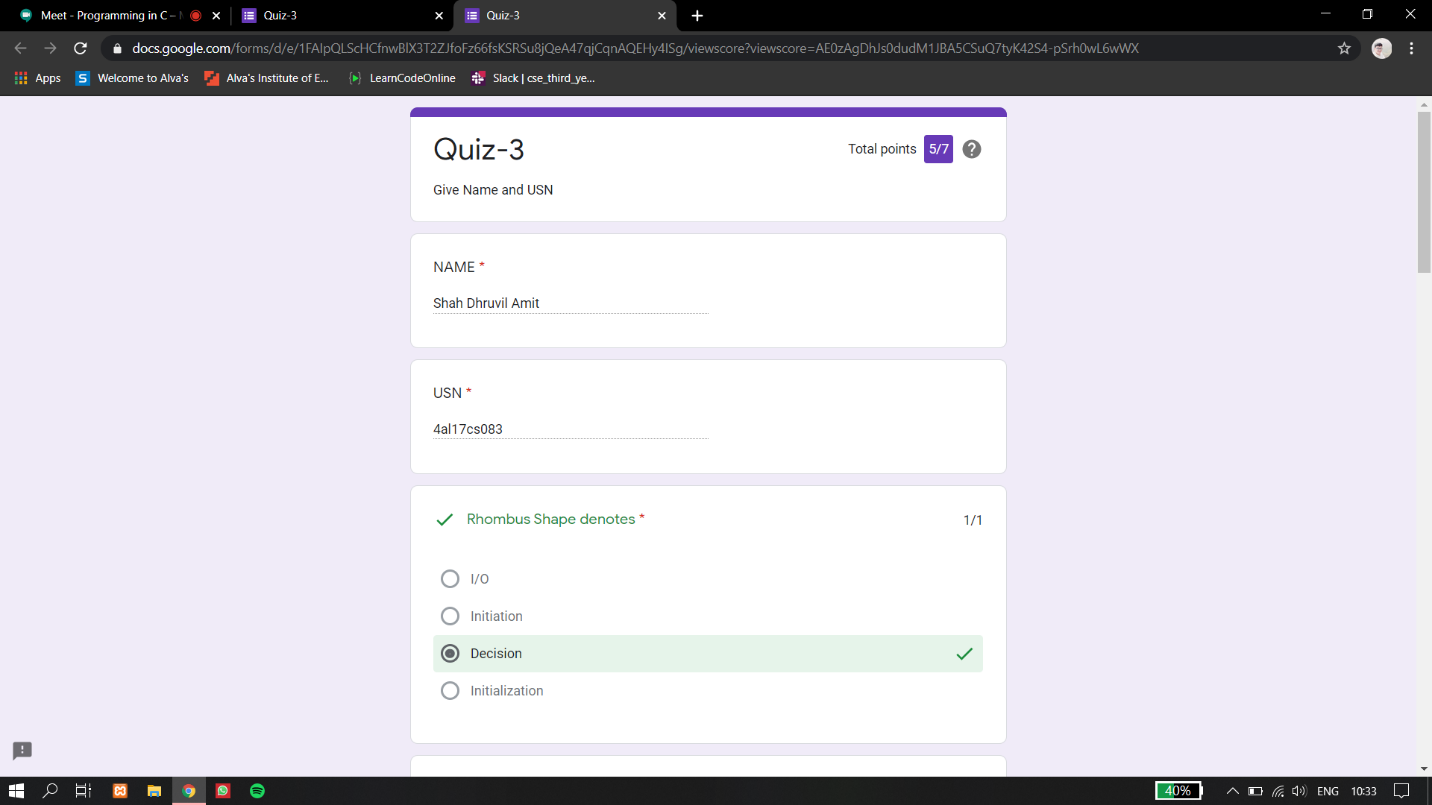 Meet - Programming in C –
Quiz-3
Quiz-3
docs.google.com/forms/d/e/1FAIpQLScHCfnwBlX3T2ZJfoFz66fsKSRSu8jQeA47qjCqnAQEHy4ISg/viewscore?viewscore=AE0zAgDhJs0dudM1JBA5CSuQ7tyK42S4-pSrh0wL6wWX
Apps
S Welcome to Alva's
Alva's Institute of E...
LearnCodeOnline
Slack | cse_third_ye...
Quiz-3
Total points 5/7 ?
Give Name and USN
NAME *
Shah Dhruvil Amit
USN *
4al17cs083
Rhombus Shape denotes *
1/1
I/O
Initiation
Decision
Initialization
40%
ENG
10:33